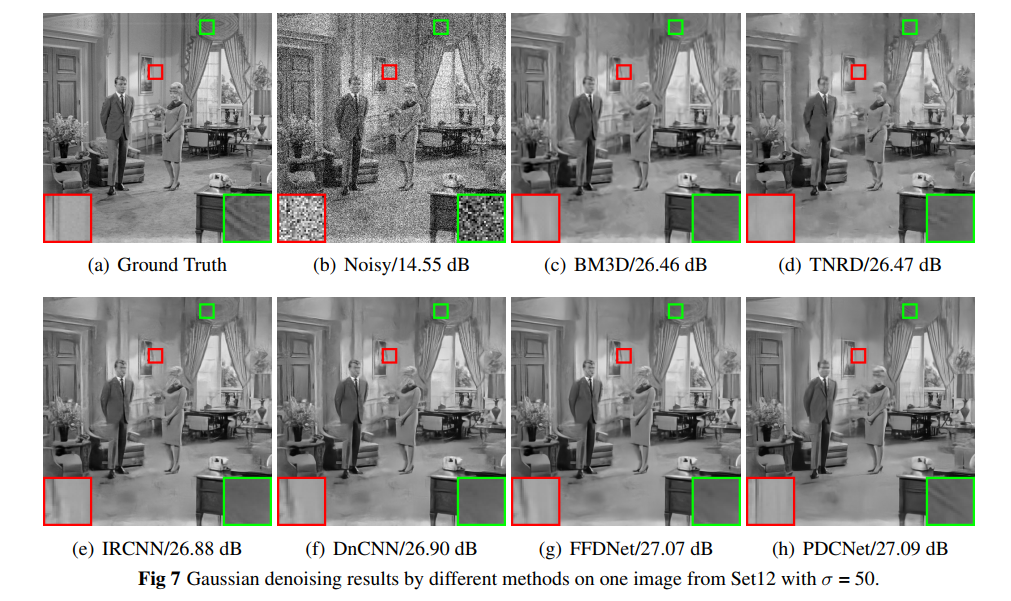 (a) Ground Truth
(b) Noisy/14.55 dB
(c) BM3D/26.46 dB
(d) TNRD/26.47 dB
(e) IRCNN/26.88 dB
(f) DnCNN/26.90 dB
(g) FFDNet/27.07 dB
(h) PDCNet/27.09 dB
Fig 7 Gaussian denoising results by different methods on one image from Set12 with σ = 50.